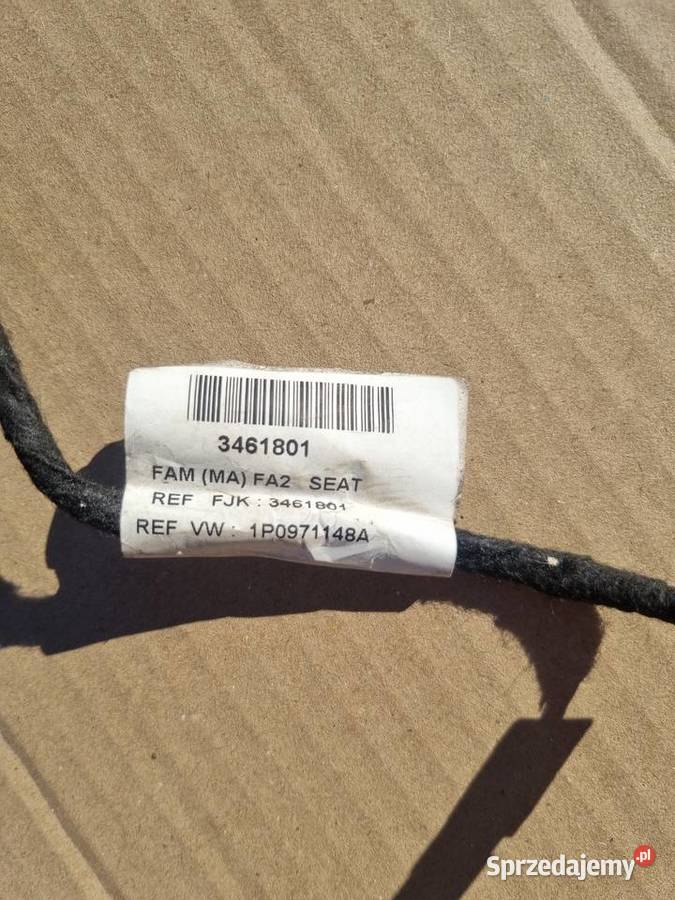 3461801
FAM (MA) FA2 SEAT
REF FJK : 3461801
REF VW : 1P0971148A
Sprzedajemy.pl